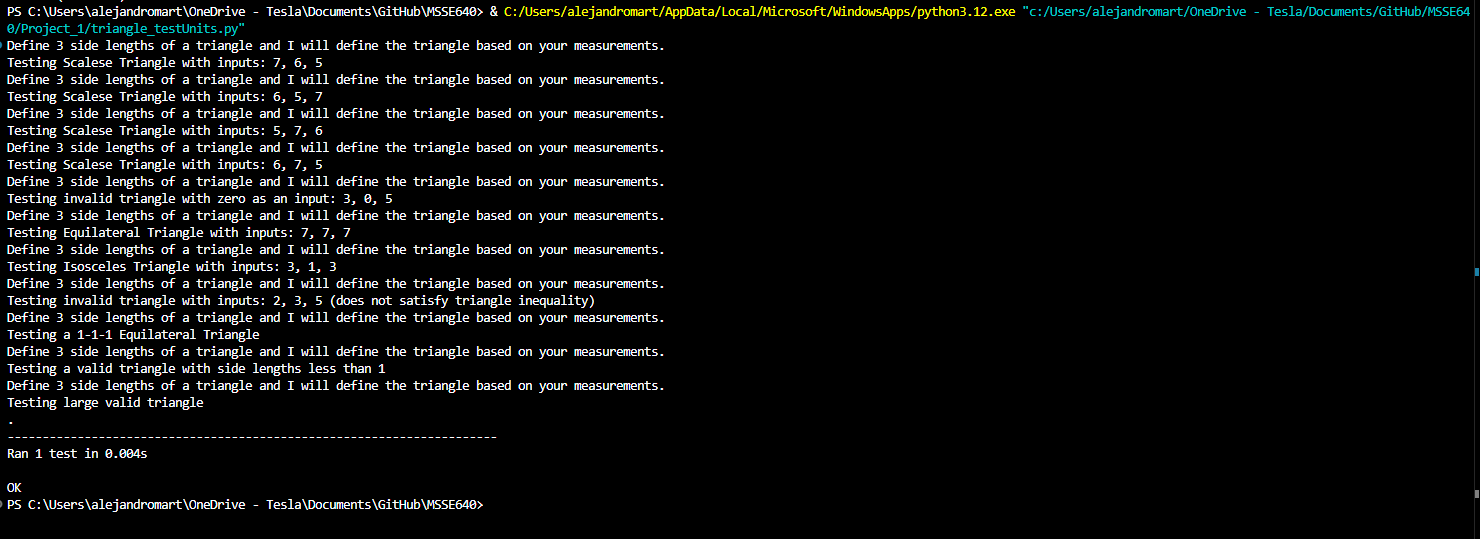 PS C:\Users\alejandromart\OneDrive - Tesla\Documents\GitHub\MSSE640> & C:/Users/alejandromart/AppData/Local/Microsoft/WindowsApps/python3.12.exe "c:/Users/alejandromart/OneDrive - Tesla/Documents/GitHub/MSSE64
0/Project_1/triangle_testUnits.py"
Define 3 side lengths of a triangle and I will define the triangle based on your measurements.
Testing Scalese Triangle with inputs: 7, 6, 5
Define 3 side lengths of a triangle and I will define the triangle based on your measurements.
Testing Scalese Triangle with inputs: 6, 5, 7
Define 3 side lengths of a triangle and I will define the triangle based on your measurements.
Testing Scalese Triangle with inputs: 5, 7, 6
Define 3 side lengths of a triangle and I will define the triangle based on your measurements.
Testing Scalese Triangle with inputs: 6, 7, 5
Define 3 side lengths of a triangle and I will define the triangle based on your measurements.
Testing invalid triangle with zero as an input: 3, 0, 5
Define 3 side lengths of a triangle and I will define the triangle based on your measurements.
Testing Equilateral Triangle with inputs: 7, 7, 7
Define 3 side lengths of a triangle and I will define the triangle based on your measurements.
Testing Isosceles Triangle with inputs: 3, 1, 3
Define 3 side lengths of a triangle and I will define the triangle based on your measurements.
Testing invalid triangle with inputs: 2, 3, 5 (does not satisfy triangle inequality)
Define 3 side lengths of a triangle and I will define the triangle based on your measurements.
Testing a 1-1-1 Equilateral Triangle
Define 3 side lengths of a triangle and I will define the triangle based on your measurements.
Testing a valid triangle with side lengths less than 1
Define 3 side lengths of a triangle and I will define the triangle based on your measurements.
Testing large valid triangle
.
----------------------------------------------------------------------
Ran 1 test in 0.004s
OK
PS C:\Users\alejandromart\OneDrive - Tesla\Documents\GitHub\MSSE640>